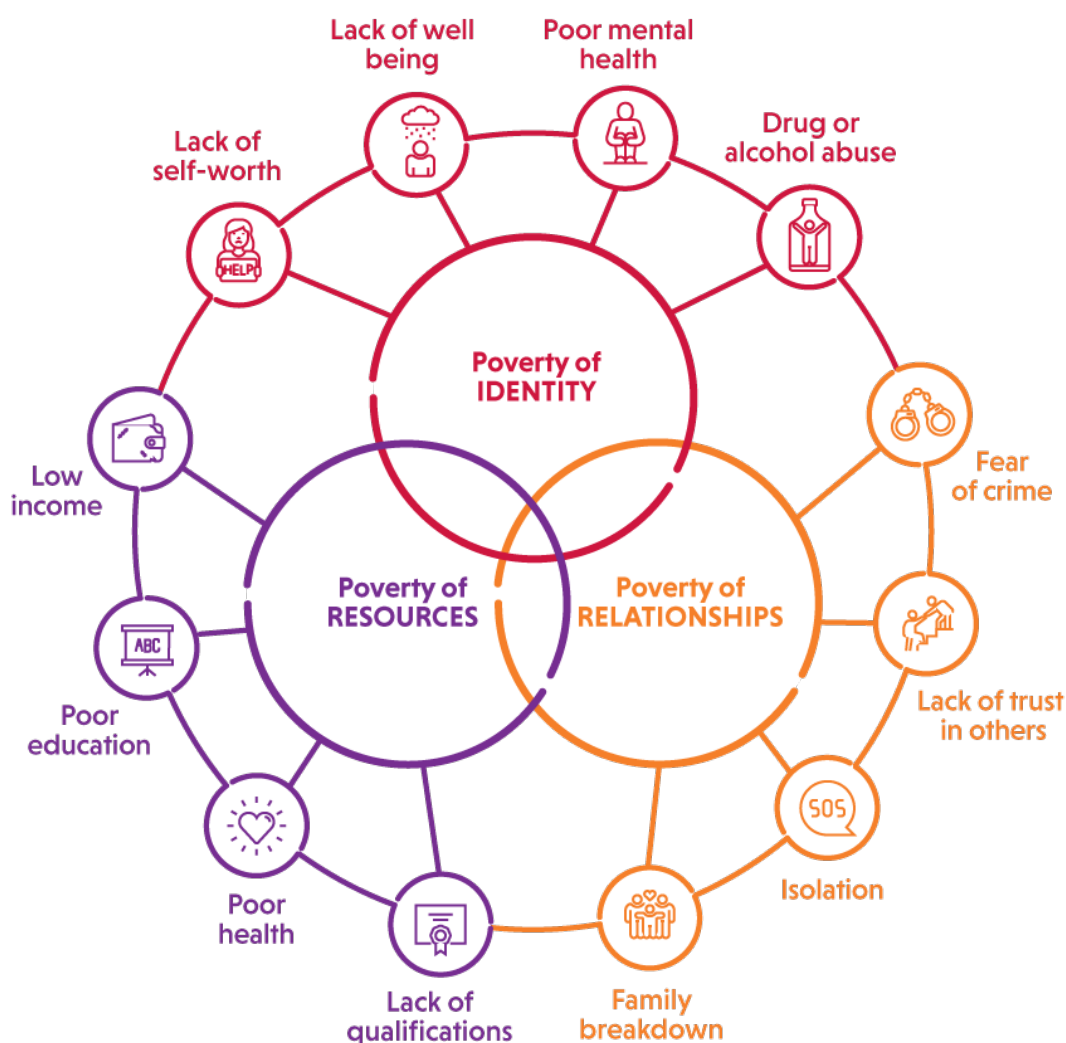 Lack of well
being
Poor mental
health
Drug or
alcohol abuse
Lack of
self-worth
HELP
Poverty of
IDENTITY
Fear
of crime
Low
income
Poverty of
RESOURCES
Poverty of
RELATIONSHIPS
ABC
Poor
education
Lack of trust
in others
SOS
Isolation
Poor
health
Lack of
qualifications
Family
breakdown